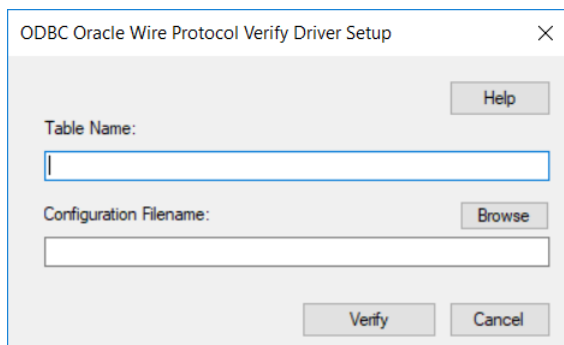 ODBC Oracle Wire Protocol Verify Driver Setup
Help
Table Name:
Configuration Filename:
Browse
Verify
Cancel